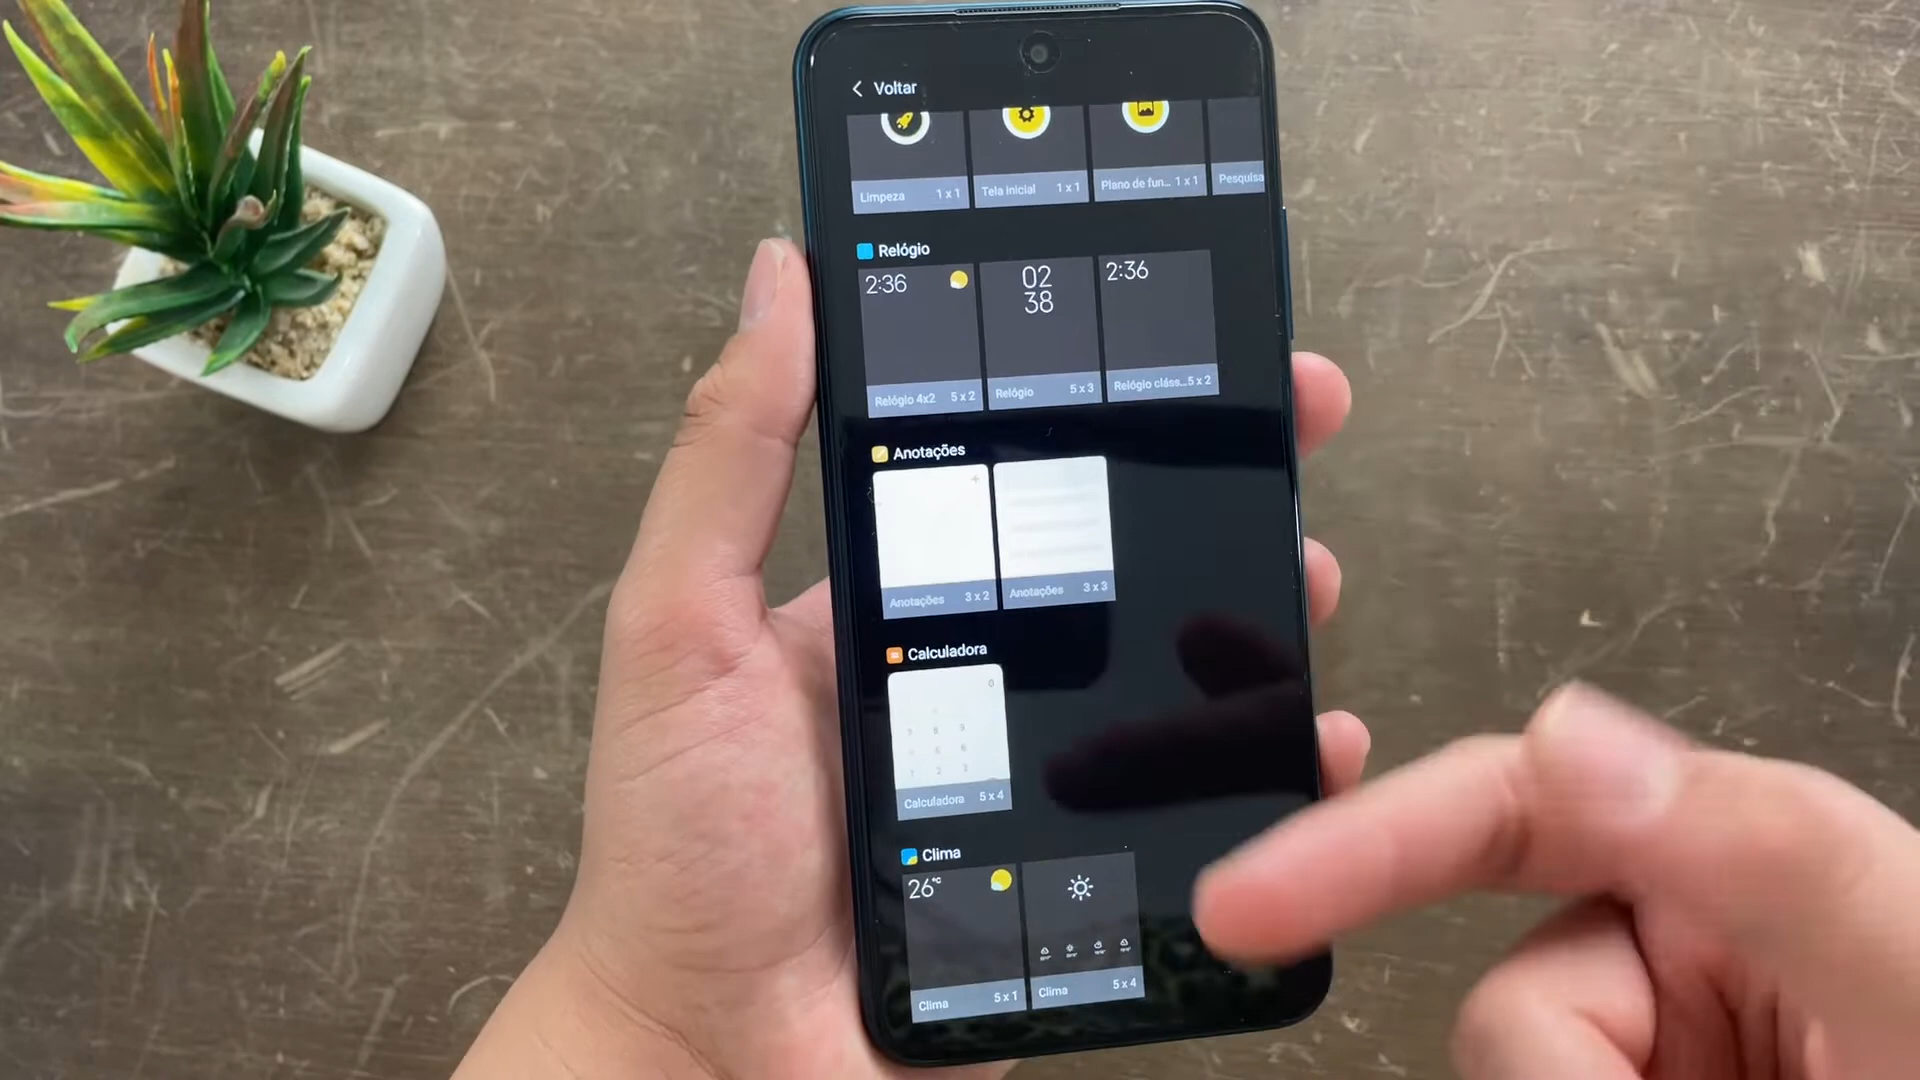 Voltar
Limpeza 1 x 1
Tela inicial 1 x 1
Plano de fun... 1 x 1
Pesquisa
Relógio
2:36
02
38
2:36
Relógio 4x2 5 x 2
Relógio 5 x 3
Relógio cláss... 5 x 2
Anotações
Anotações 3 x 2
Anotações 3 x 3
Calculadora
0
Calculadora 5 x 4
Clima
26°C
Clima 5 x 1
Clima 5 x 4